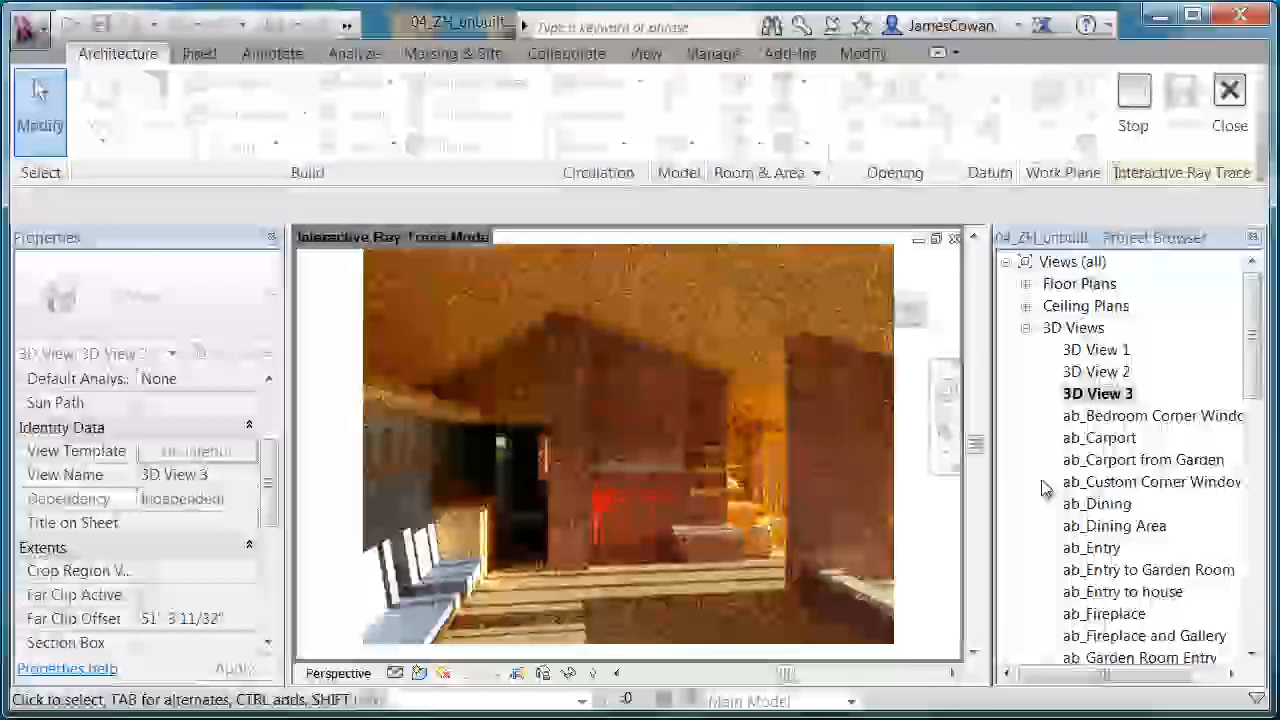 04_ZH_unbuilt...
Type a keyword or phrase
JamesCowan
Architecture
Insert
Annotate
Analyze
Massing & Site
Collaborate
View
Manage
Add-Ins
Modify
Modify
Stop
Close
Select
Build
Circulation
Model
Room & Area
Opening
Datum
Work Plane
Interactive Ray Trace
Properties
3D View: 3D View 3
Default Analys...
None
Sun Path
Identity Data
View Template
View Name
3D View 3
Dependency
Independent
Title on Sheet
Extents
Crop Region V...
Far Clip Active
Far Clip Offset
51' 3 11/32"
Section Box
Properties help
Apply
Interactive Ray Trace Mode
Perspective
04_ZH_unbuilt
Project Browser
Views (all)
Floor Plans
Ceiling Plans
3D Views
3D View 1
3D View 2
3D View 3
ab_Bedroom Corner Windo
ab_Carport
ab_Carport from Garden
ab_Custom Corner Window
ab_Dining
ab_Dining Area
ab_Entry
ab_Entry to Garden Room
ab_Entry to house
ab_Fireplace
ab_Fireplace and Gallery
ab_Garden Room Entry
Click to select, TAB for alternates, CTRL adds, SHIFT
:0
Main Model